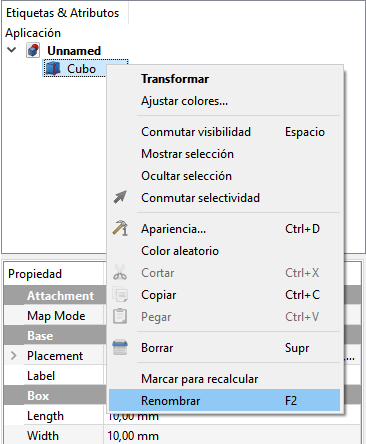 Etiquetas & Atributos
Aplicación
Unnamed
Cubo
Transformar
Ajustar colores...
Conmutar visibilidad Espacio
Mostrar selección
Ocultar selección
Conmutar selectividad
Apariencia... Ctrl+D
Color aleatorio
Cortar Ctrl+X
Copiar Ctrl+C
Pegar Ctrl+V
Borrar Supr
Marcar para recalcular
Renombrar F2
Propiedad
Attachment
Map Mode
Base
Placement
Label
Box
Length 10,00 mm
Width 10,00 mm